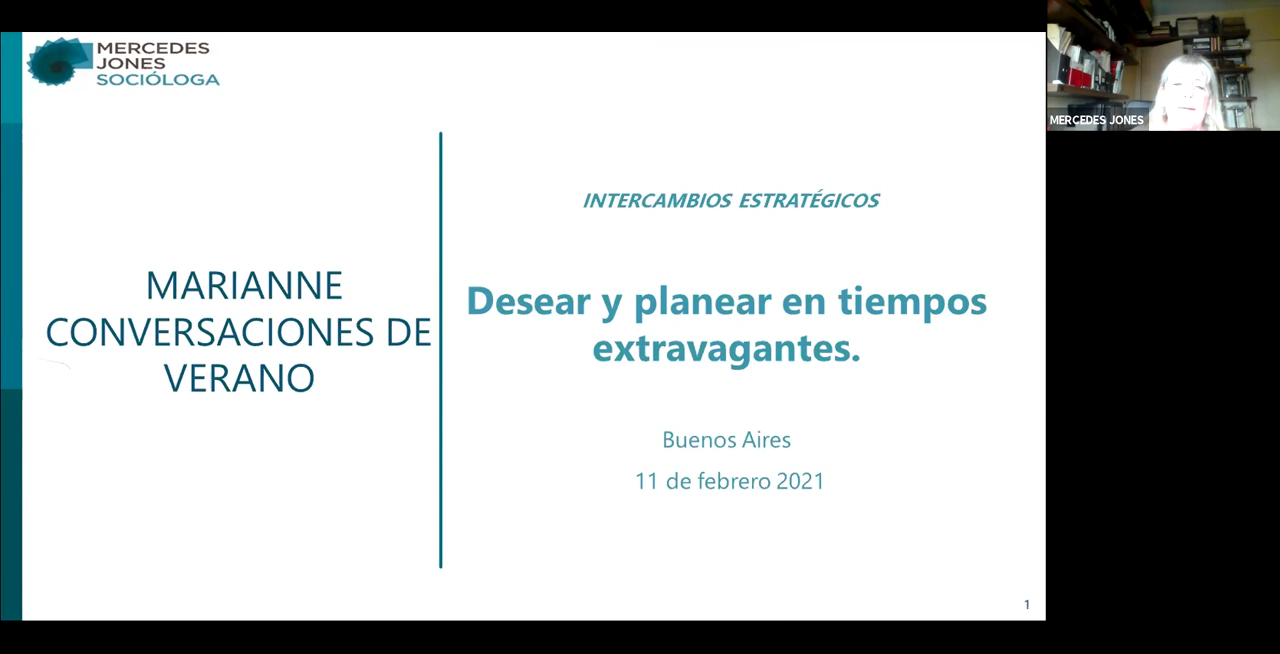 MERCEDES
JONES
SOCIÓLOGA
MERCEDES JONES
INTERCAMBIOS ESTRATÉGICOS
MARIANNE
CONVERSACIONES DE
VERANO
Desear y planear en tiempos
extravagantes.
Buenos Aires
11 de febrero 2021
1